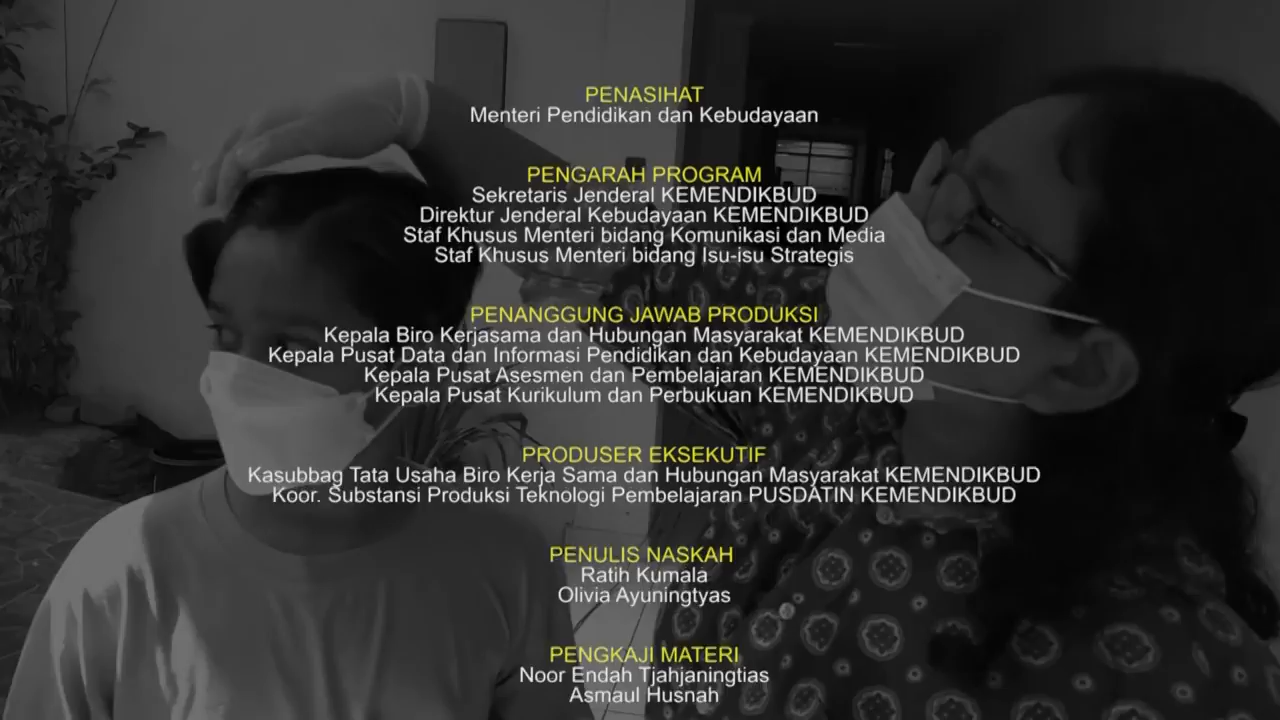 PENASIHAT
Menteri Pendidikan dan Kebudayaan
PENGARAH PROGRAM
Sekretaris Jenderal KEMENDIKBUD
Direktur Jenderal Kebudayaan KEMENDIKBUD
Staf Khusus Menteri bidang Komunikasi dan Media
Staf Khusus Menteri bidang Isu-isu Strategis
PENANGGUNG JAWAB PRODUKSI
Kepala Biro Kerjasama dan Hubungan Masyarakat KEMENDIKBUD
Kepala Pusat Data dan Informasi Pendidikan dan Kebudayaan KEMENDIKBUD
Kepala Pusat Asesmen dan Pembelajaran KEMENDIKBUD
Kepala Pusat Kurikulum dan Perbukuan KEMENDIKBUD
PRODUSER EKSEKUTIF
Kasubbag Tata Usaha Biro Kerja Sama dan Hubungan Masyarakat KEMENDIKBUD
Koor. Substansi Produksi Teknologi Pembelajaran PUSDATIN KEMENDIKBUD
PENULIS NASKAH
Ratih Kumala
Olivia Ayuningtyas
PENGKAJI MATERI
Noor Endah Tjahjaningtias
Asmaul Husnah